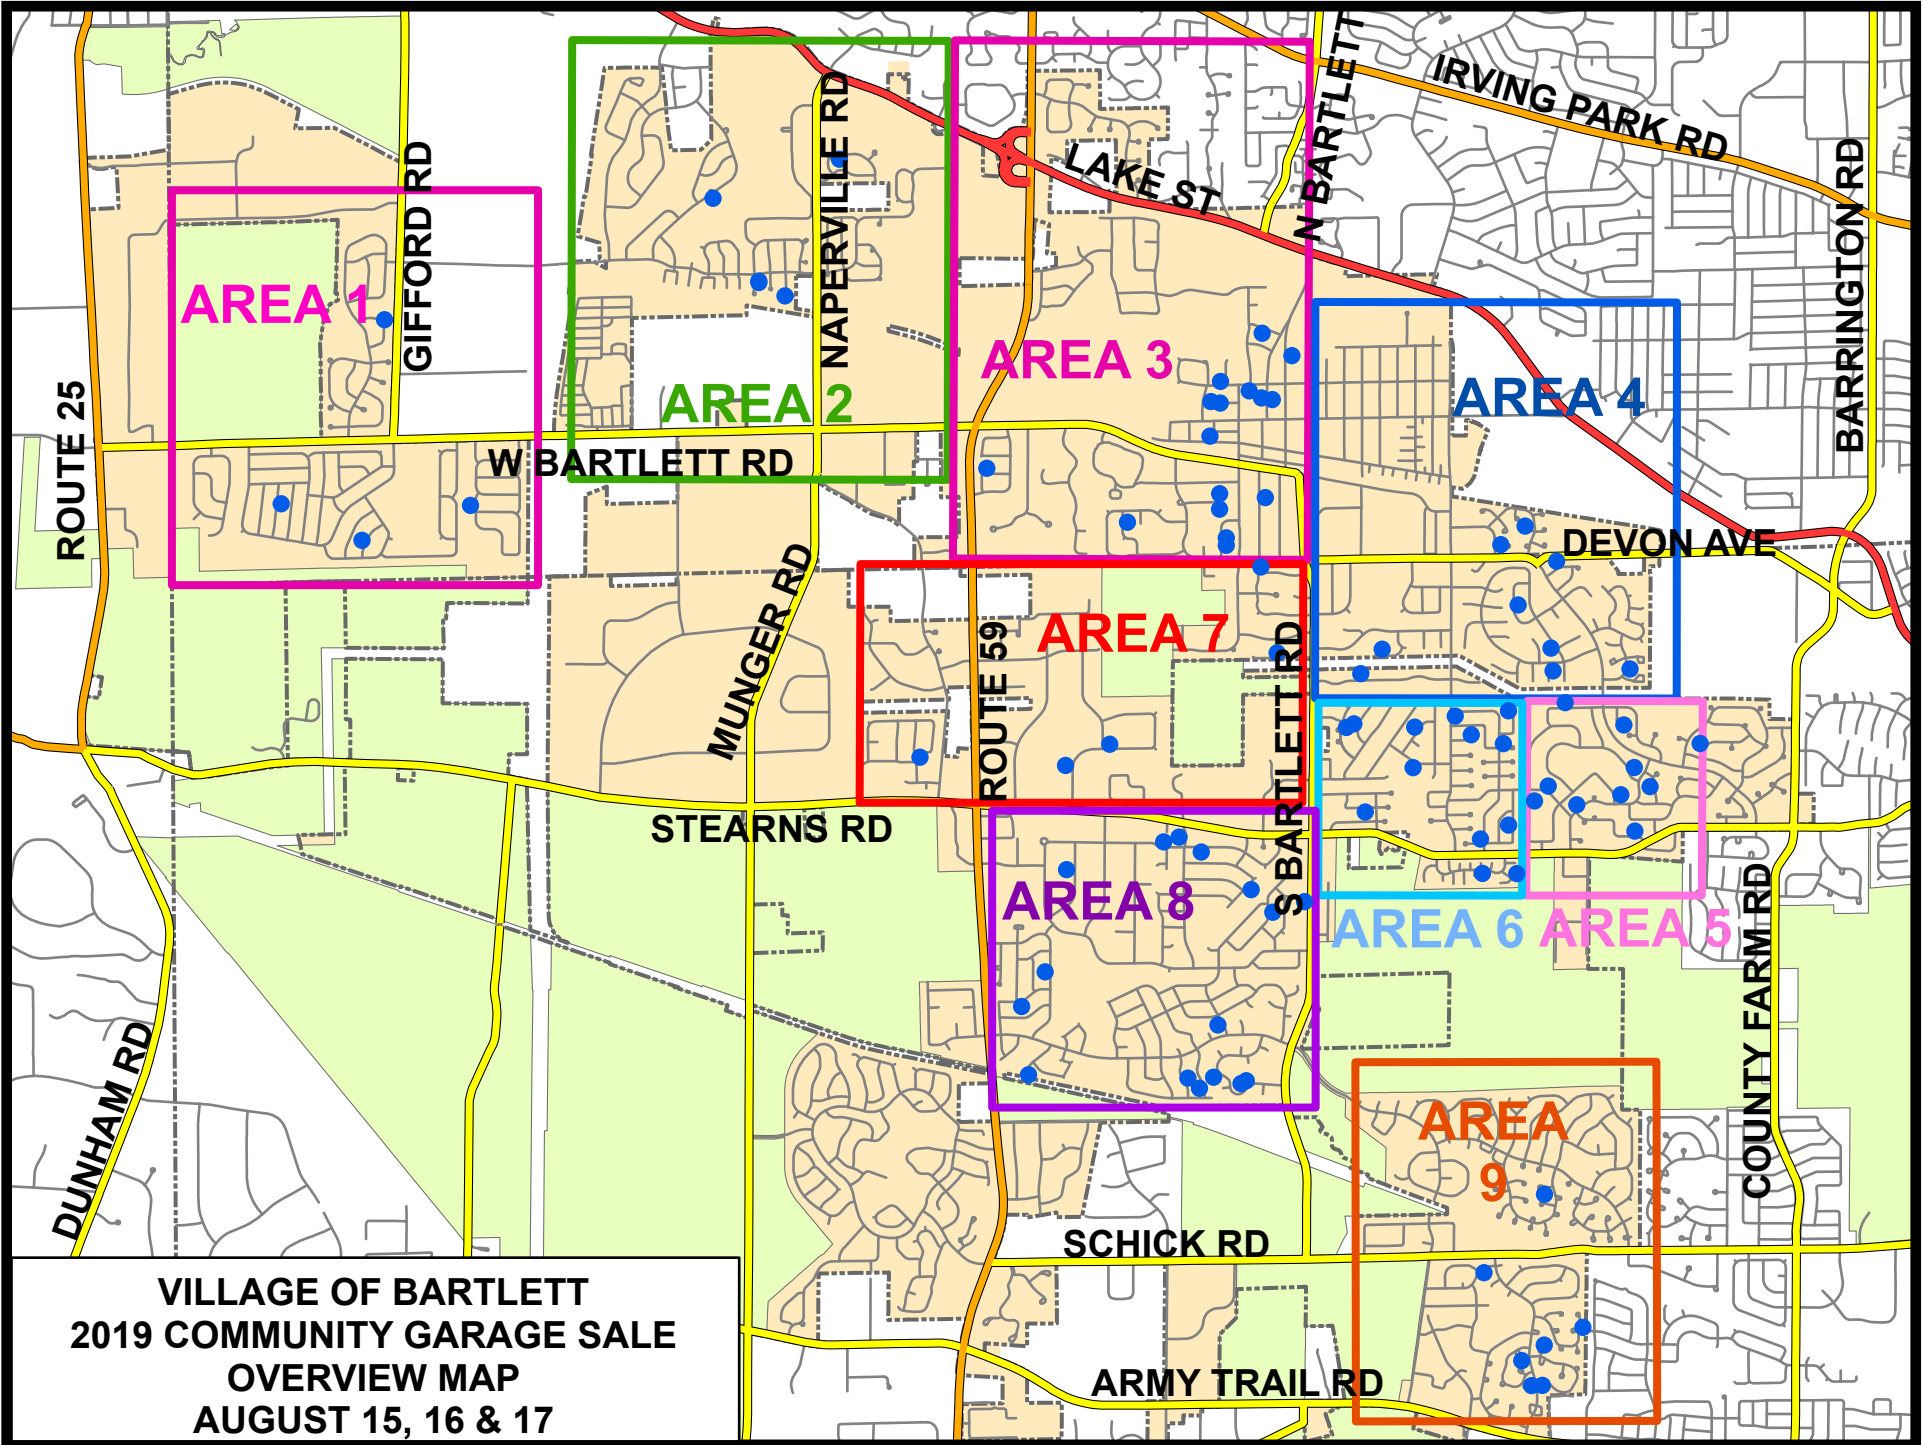 IRVING PARK RD
N BARTLETT
NAPERVILLE RD
LAKE ST
GIFFORD RD
BARRINGTON RD
AREA 1
AREA 2
AREA 3
AREA 4
ROUTE 25
W BARTLETT RD
DEVON AVE
MUNGER RD
ROUTE 59
AREA 7
S BARTLETT RD
STEARNS RD
AREA 8
AREA 6
AREA 5
COUNTY FARM RD
DUNHAM RD
AREA
9
SCHICK RD
ARMY TRAIL RD
VILLAGE OF BARTLETT
2019 COMMUNITY GARAGE SALE
OVERVIEW MAP
AUGUST 15, 16 & 17